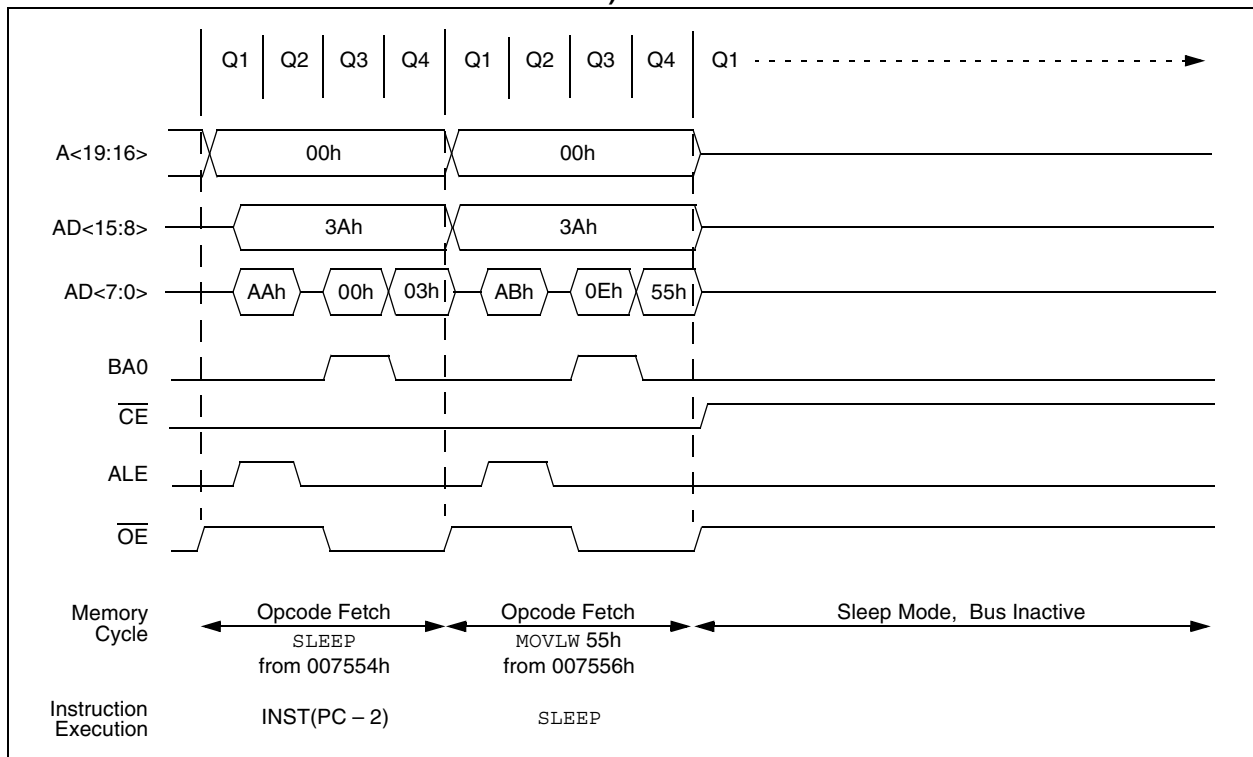 )
Q1 Q2 Q3 Q4 Q1 Q2 Q3 Q4 Q1
A<19:16> 00h 00h
AD<15:8> 3Ah 3Ah
AD<7:0> AAh 00h 03h ABh 0Eh 55h
BA0
CE
ALE
OE
Memory
Cycle
Opcode Fetch
SLEEP
from 007554h
Opcode Fetch
MOVLW 55h
from 007556h
Sleep Mode, Bus Inactive
Instruction
Execution
INST(PC – 2)
SLEEP